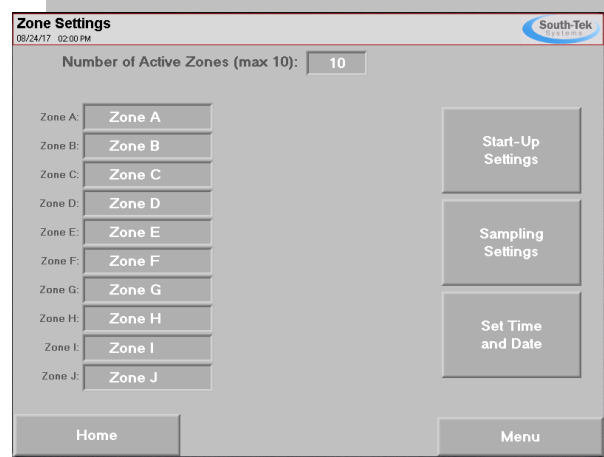 Zone Settings
08/24/17 02:00 PM
South-Tek
Systems
Number of Active Zones (max 10): 10
Zone A: Zone A
Zone B: Zone B
Zone C: Zone C
Zone D: Zone D
Zone E: Zone E
Zone F: Zone F
Zone G: Zone G
Zone H: Zone H
Zone I: Zone I
Zone J: Zone J
Start-Up
Settings
Sampling
Settings
Set Time
and Date
Home
Menu